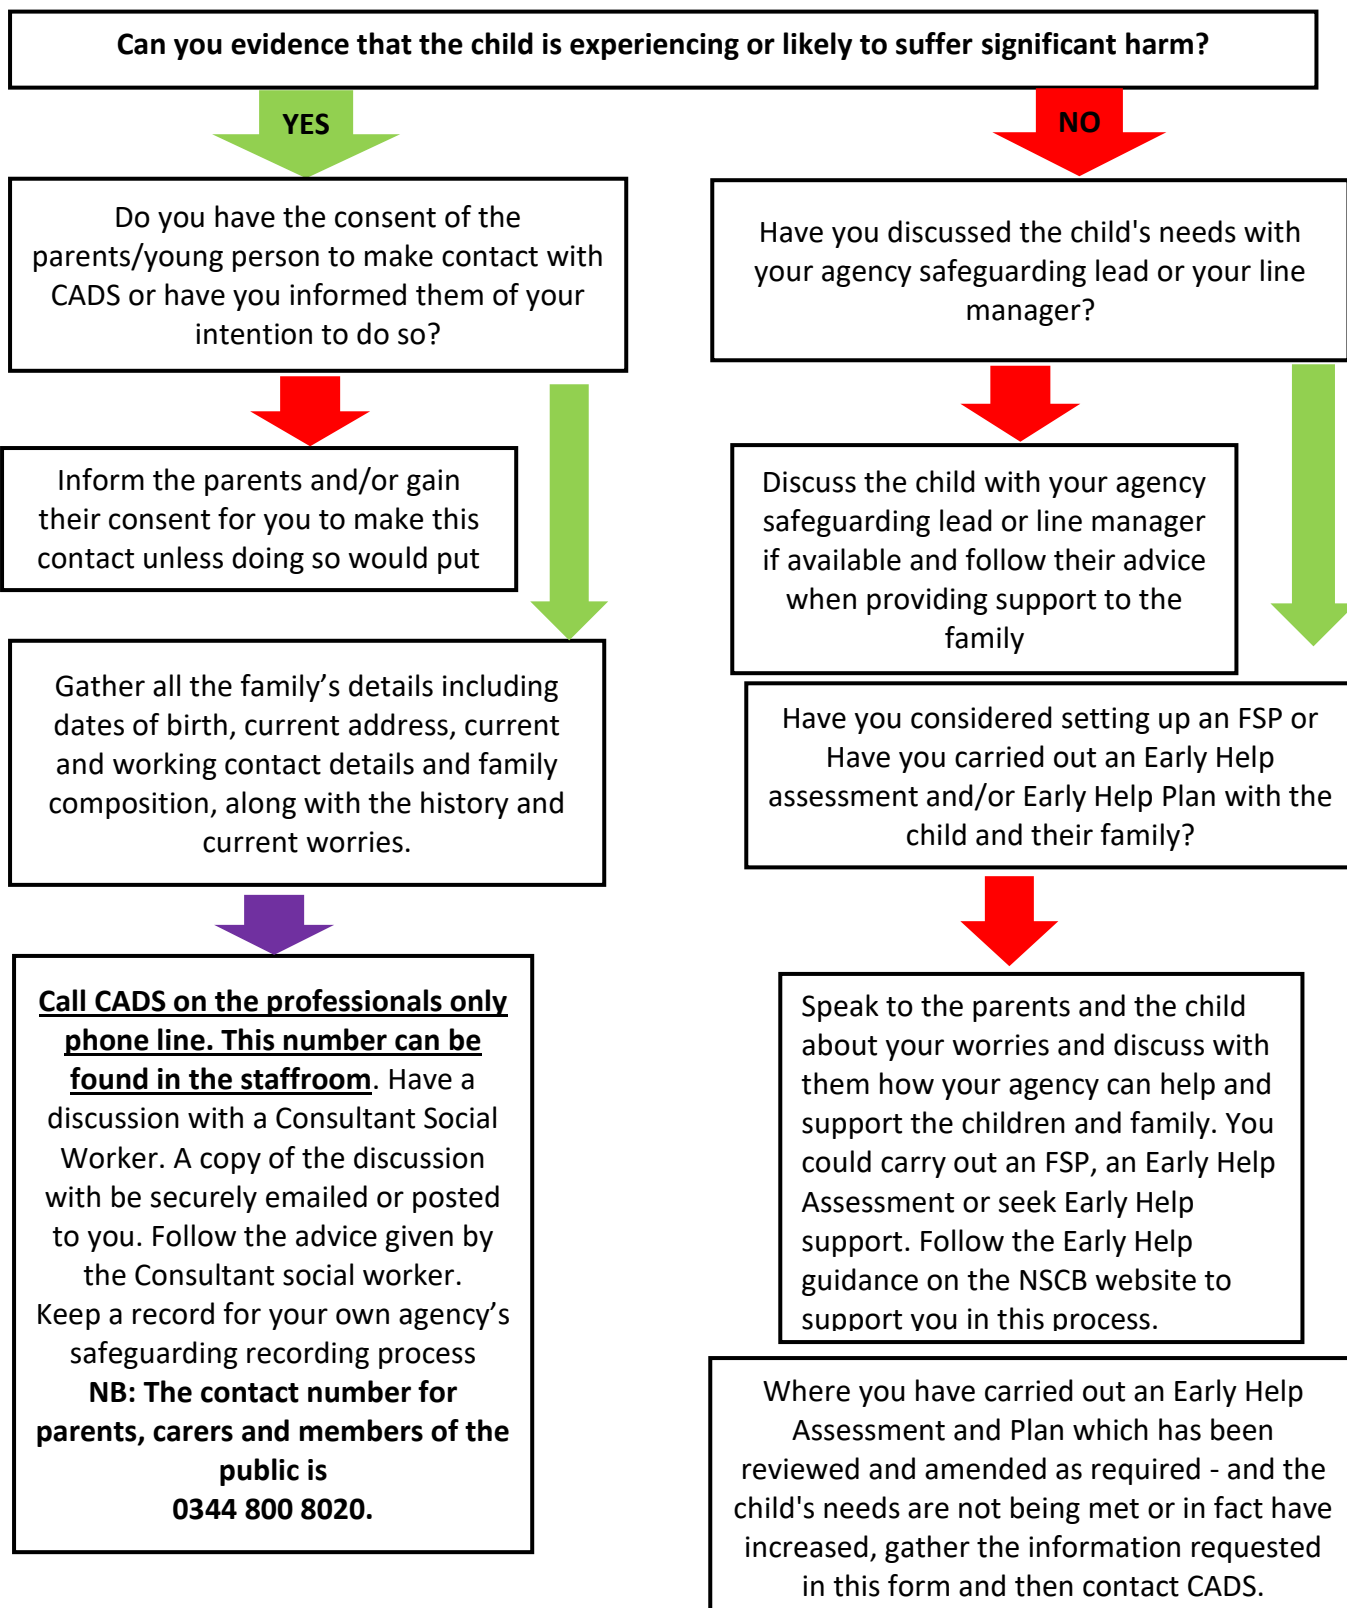 Can you evidence that the child is experiencing or likely to suffer significant harm?
YES
NO
Do you have the consent of the
parents/young person to make contact with
CADS or have you informed them of your
intention to do so?
Inform the parents and/or gain
their consent for you to make this
contact unless doing so would put
Gather all the family’s details including
dates of birth, current address, current
and working contact details and family
composition, along with the history and
current worries.
Call CADS on the professionals only
phone line. This number can be
found in the staffroom. Have a
discussion with a Consultant Social
Worker. A copy of the discussion
with be securely emailed or posted
to you. Follow the advice given by
the Consultant social worker.
Keep a record for your own agency’s
safeguarding recording process
NB: The contact number for
parents, carers and members of the
public is
0344 800 8020.
Have you discussed the child's needs with
your agency safeguarding lead or your line
manager?
Discuss the child with your agency
safeguarding lead or line manager
if available and follow their advice
when providing support to the
family
Have you considered setting up an FSP or
Have you carried out an Early Help
assessment and/or Early Help Plan with the
child and their family?
Speak to the parents and the child
about your worries and discuss with
them how your agency can help and
support the children and family. You
could carry out an FSP, an Early Help
Assessment or seek Early Help
support. Follow the Early Help
guidance on the NSCB website to
support you in this process.
Where you have carried out an Early Help
Assessment and Plan which has been
reviewed and amended as required - and the
child's needs are not being met or in fact have
increased, gather the information requested
in this form and then contact CADS.